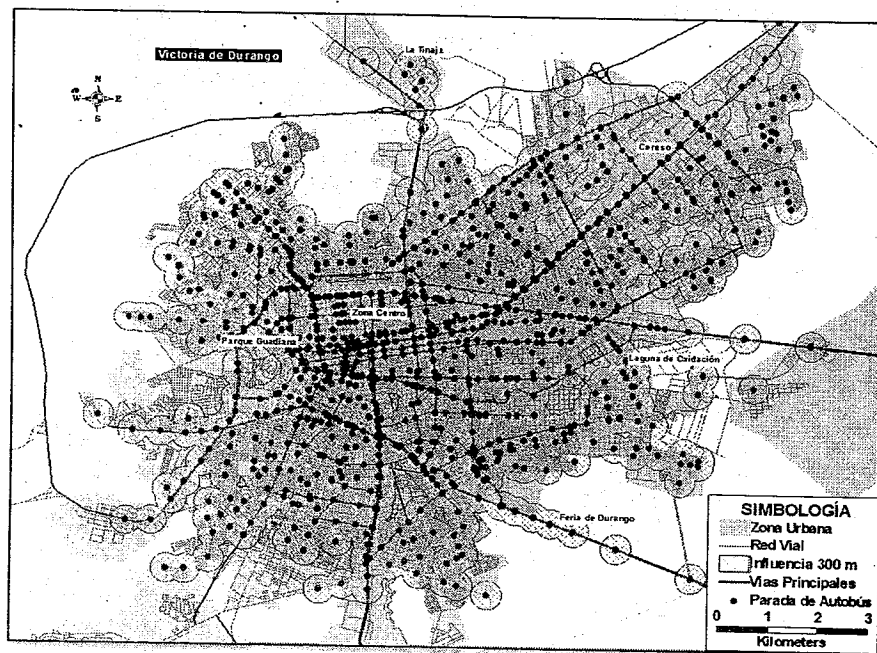 Victoria de Durango
La Tinaja
N
W E
S
Cereso
Zona Centro
Parque Guadiana
Laguna de Oxidación
Feria de Durango
SIMBOLOGÍA
Zona Urbana
Red Vial
Influencia 300 m
Vias Principales
Parada de Autobús
0 1 2 3
Kilometers